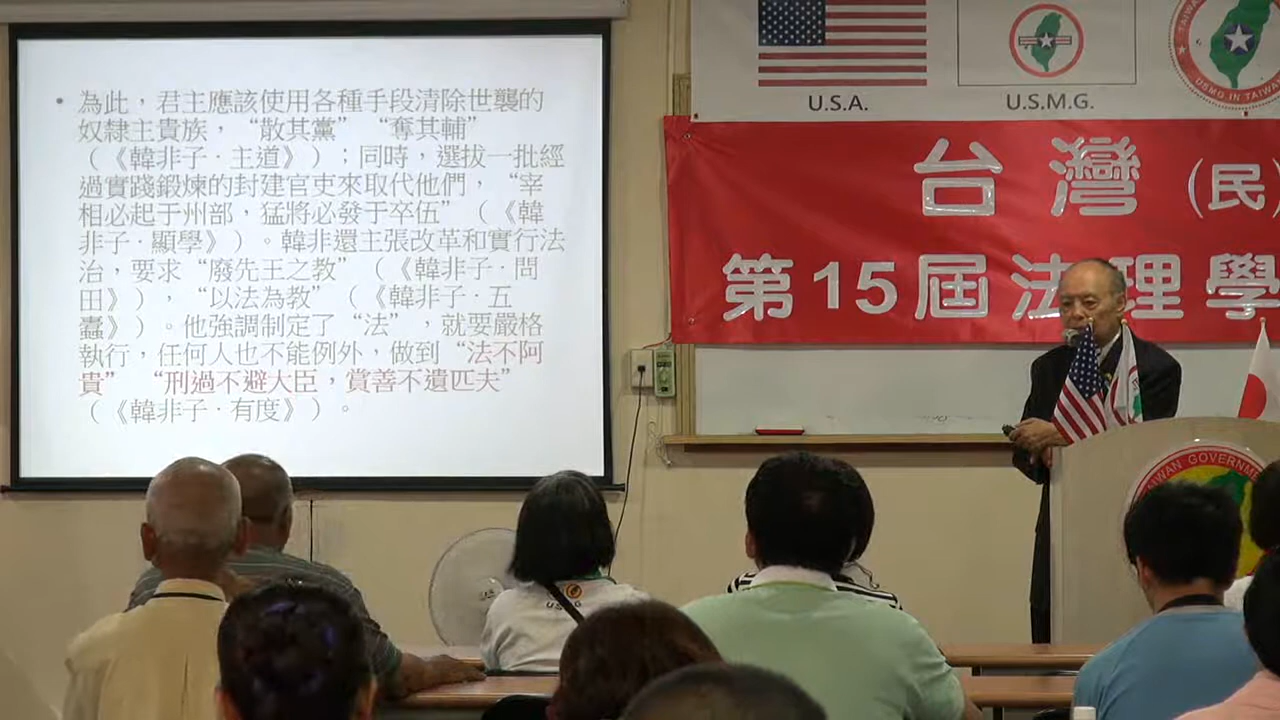 • 為此，君主應該使用各種手段清除世襲的
奴隸主貴族，“散其黨”“奪其輔”
（《韓非子·主道》）；同時，選拔一批經
過實踐鍛煉的封建官吏來取代他們，“宰
相必起于州部，猛將必發于卒伍”（《韓
非子·顯學》）。韓非還主張改革和實行法
治，要求“廢先王之教”（《韓非子·問
田》），“以法為教”（《韓非子·五
蠹》）。他強調制定了“法”，就要嚴格
執行，任何人也不能例外，做到“法不阿
貴”“刑過不避大臣，賞善不遺匹夫”
（《韓非子·有度》）。
U.S.A.
U.S.M.G.
TAIWAN
USMG IN TAIWAN
台灣(民
第15屆法理學
TAIWAN GOVERNMENT